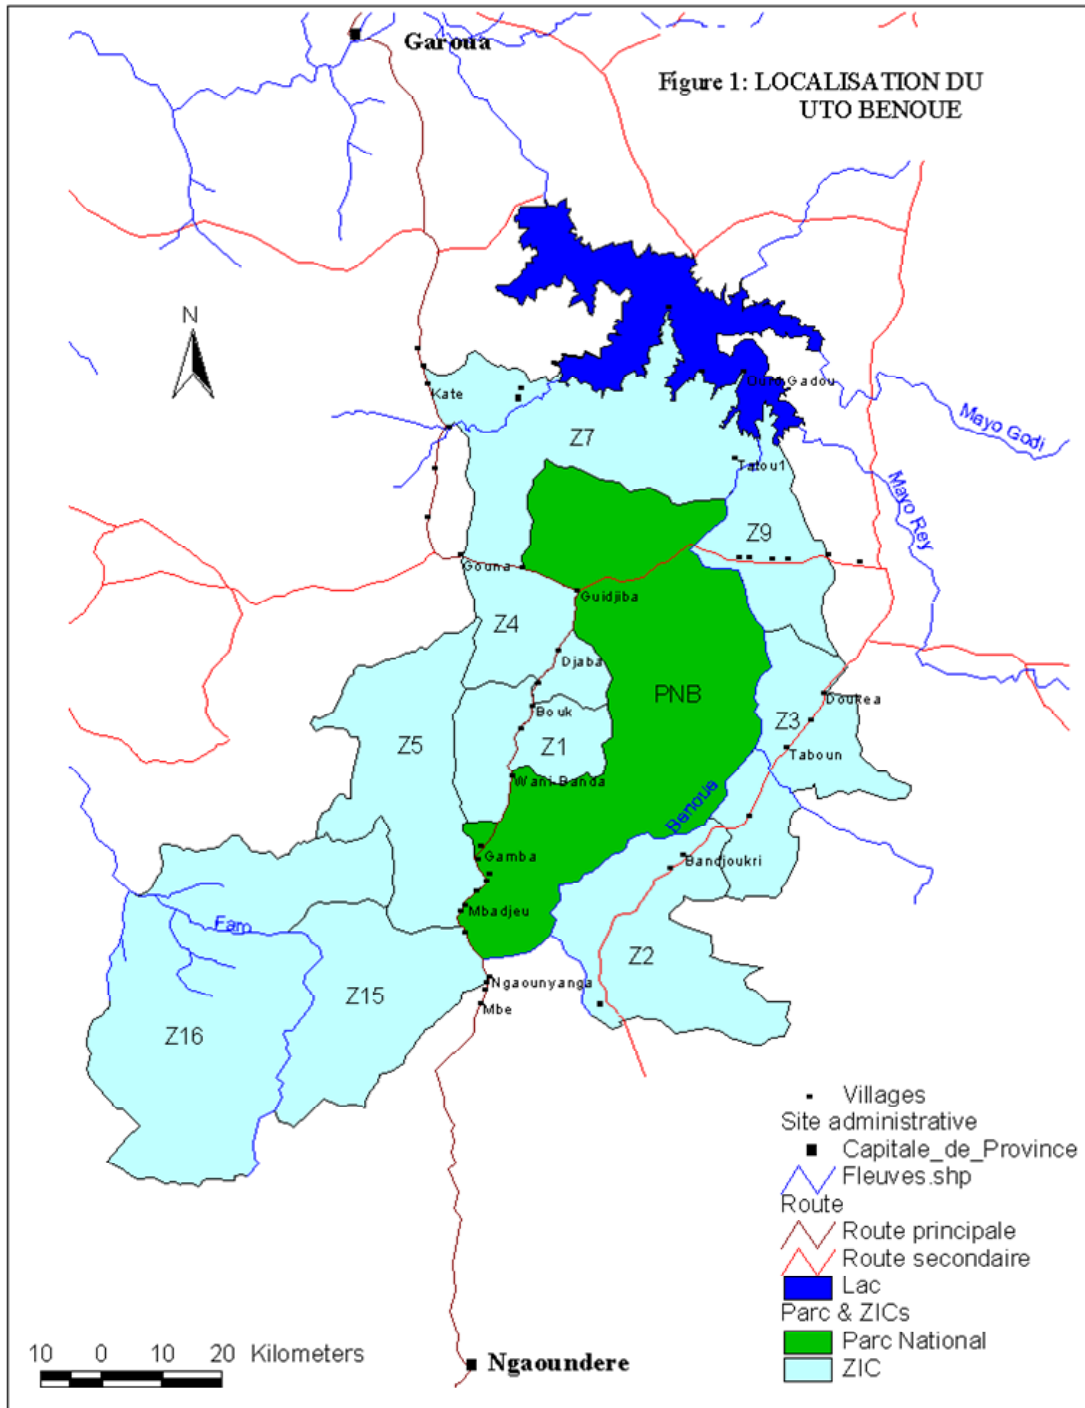 Garoua
Figure 1: LOCALISATION DU
UTO BENOUE
N
Kate
Ouro Gadou
Mayo Godi
Z7
Talou1
Mayo Rey
Z9
Gouna
Guidjiba
Z4
Djaba
PNB
Doukea
Bouk
Z3
Z5
Z1
Taboun
Wani Banda
Benoue
Gamba
Bandjoukri
Mbadjeu
Faro
Z2
Ngaounyanga
Z15
Mbe
Z16
Villages
Site administrative
Capitale_de_Province
Fleuves.shp
Route
Route principale
Route secondaire
Lac
Parc & ZICs
Parc National
ZIC
10 0 10 20 Kilometers
Ngaoundere